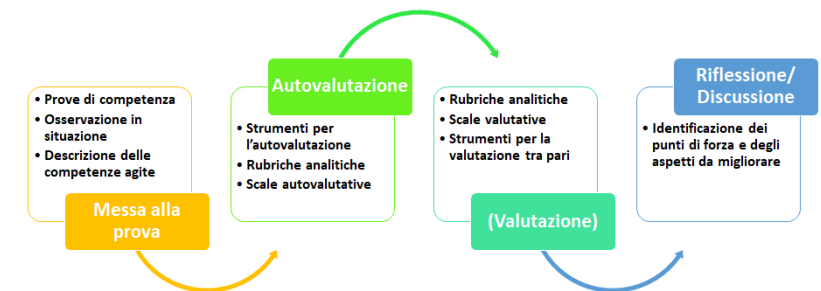 • Prove di competenza
• Osservazione in
situazione
• Descrizione delle
competenze agite
Messa alla
prova
Autovalutazione
• Strumenti per
l'autovalutazione
• Rubriche analitiche
• Scale autovalutative
• Rubriche analitiche
• Scale valutative
• Strumenti per la
valutazione tra pari
(Valutazione)
Riflessione/
Discussione
• Identificazione dei
punti di forza e degli
aspetti da migliorare